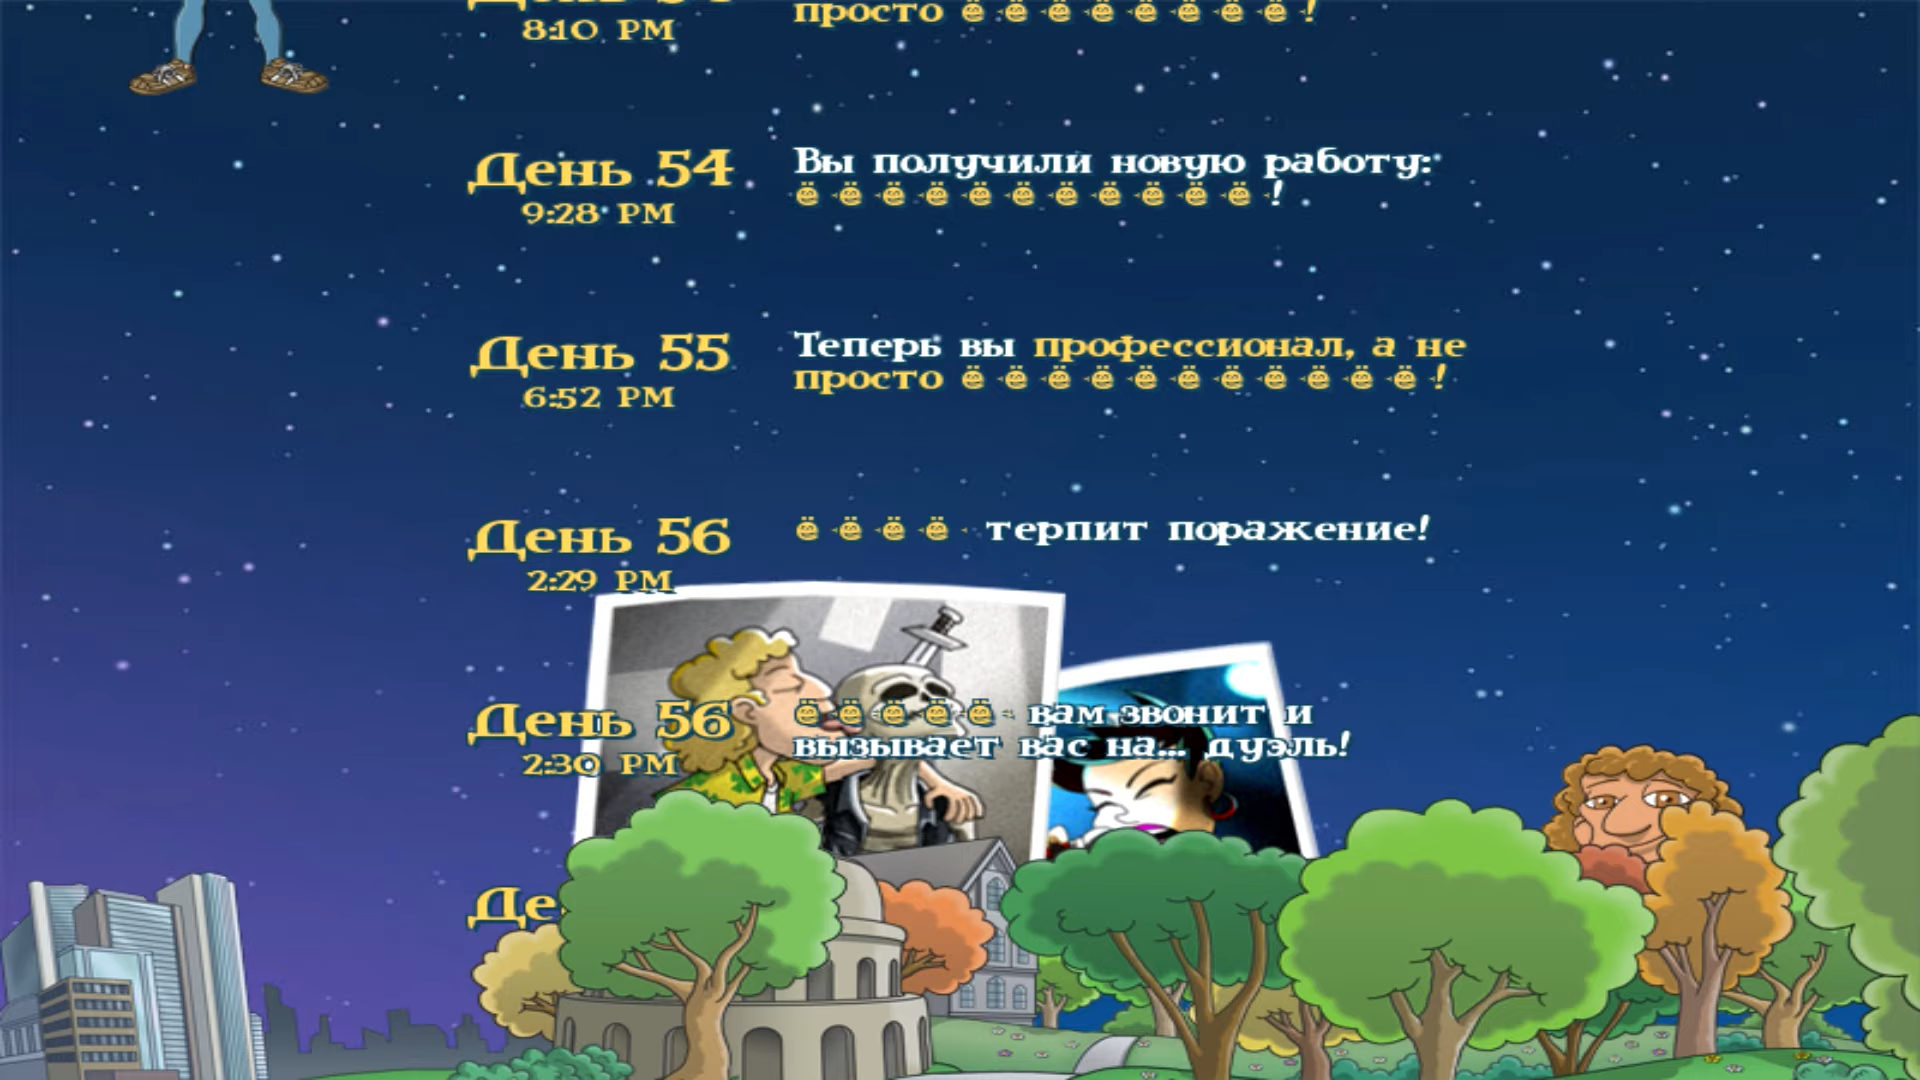 8:10 PM
просто !
День 54
9:28 PM
Вы получили новую работу:
!
День 55
6:52 PM
Теперь вы профессионал, а не
просто !
День 56
2:29 PM
терпит поражение!
День 56
2:30 PM
вам звонит и
вызывает вас на... дуэль!